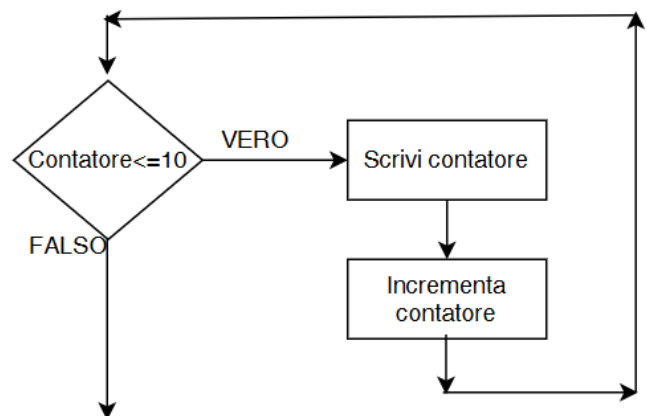 VERO
Contatore<=10
Scrivi contatore
FALSO
Incrementa
contatore